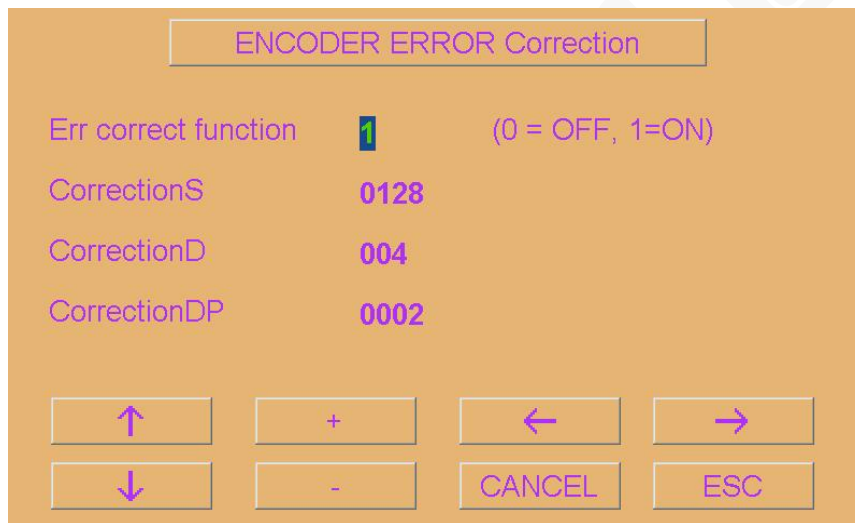 ENCODER ERROR Correction
Err correct function 1 (0 = OFF, 1=ON)
CorrectionS 0128
CorrectionD 004
CorrectionDP 0002
↑ + ← →
↓ - CANCEL ESC